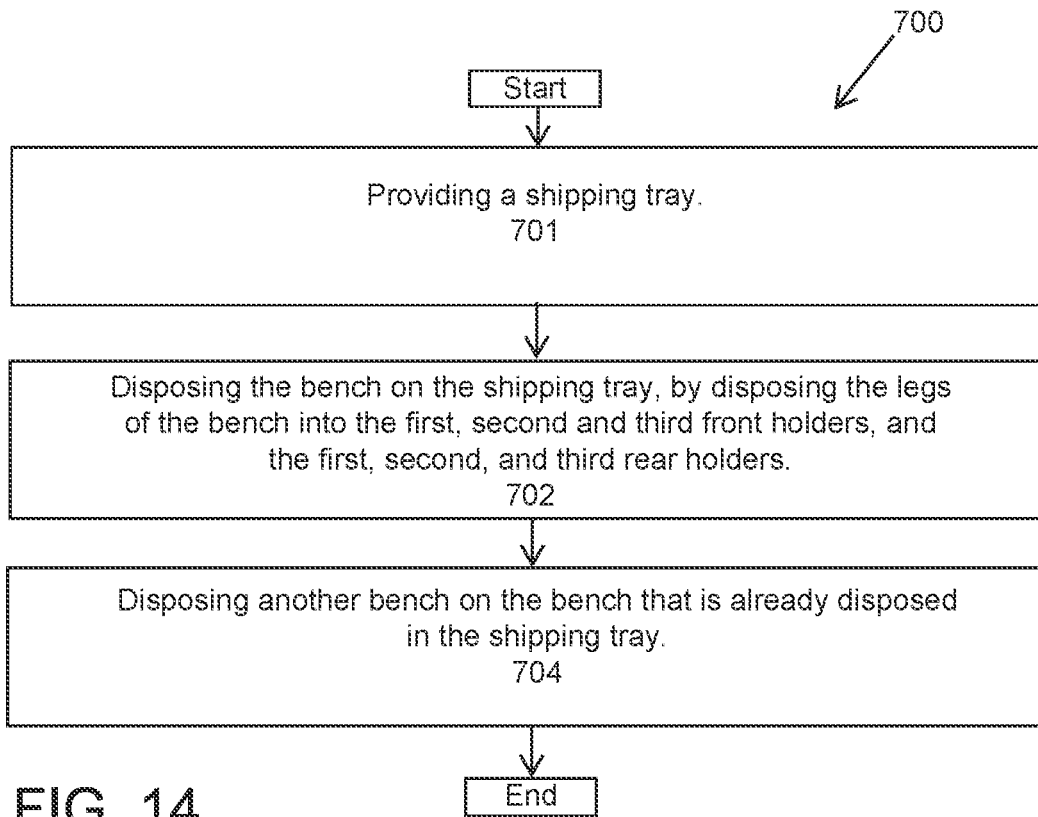 700
Start
Providing a shipping tray.
701
Disposing the bench on the shipping tray, by disposing the legs
of the bench into the first, second and third front holders, and
the first, second, and third rear holders.
702
Disposing another bench on the bench that is already disposed
in the shipping tray.
704
End
FIG. 14